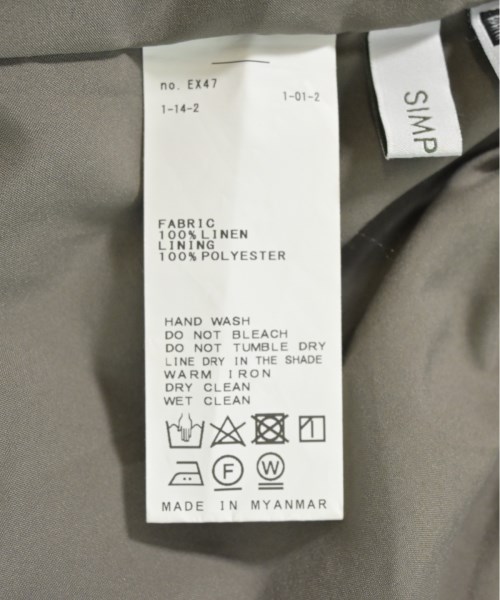 no. EX47
1-01-2
1-14-2
SIMP
FABRIC
100% LINEN
LINING
100% POLYESTER
HAND WASH
DO NOT BLEACH
DO NOT TUMBLE DRY
LINE DRY IN THE SHADE
WARM IRON
DRY CLEAN
WET CLEAN
F
W
MADE IN MYANMAR